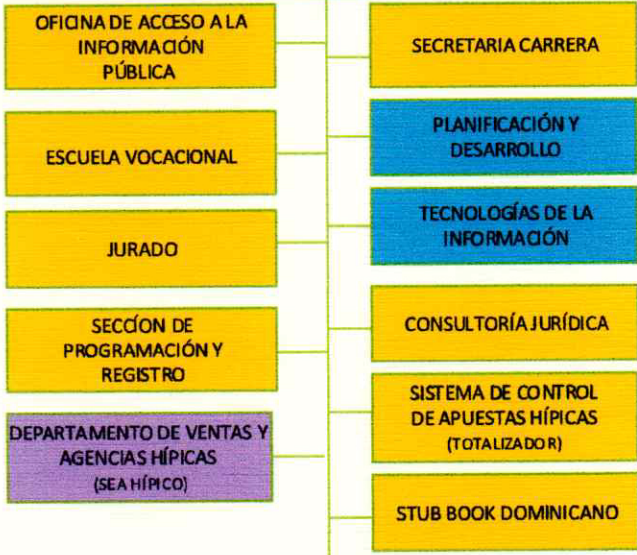 OFICINA DE ACCESO A LA
INFORMACIÓN
PÚBLICA
ESCUELA VOCACIONAL
JURADO
SECCÍON DE
PROGRAMACIÓN Y
REGISTRO
DEPARTAMENTO DE VENTAS Y
AGENCIAS HÍPICAS
(SEA HÍPICO)
SECRETARIA CARRERA
PLANIFICACIÓN Y
DESARROLLO
TECNOLOGÍAS DE LA
INFORMACIÓN
CONSULTORÍA JURÍDICA
SISTEMA DE CONTROL
DE APUESTAS HÍPICAS
(TOTALIZADOR)
STUB BOOK DOMINICANO